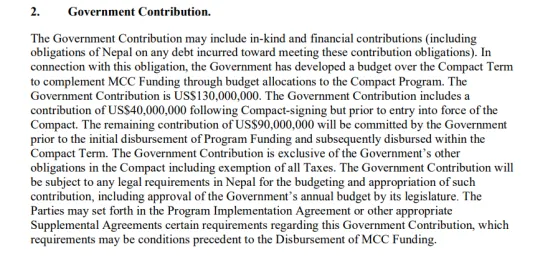 2. Government Contribution.
The Government Contribution may include in-kind and financial contributions (including
obligations of Nepal on any debt incurred toward meeting these contribution obligations). In
connection with this obligation, the Government has developed a budget over the Compact Term
to complement MCC Funding through budget allocations to the Compact Program. The
Government Contribution is US$130,000,000. The Government Contribution includes a
contribution of US$40,000,000 following Compact-signing but prior to entry into force of the
Compact. The remaining contribution of US$90,000,000 will be committed by the Government
prior to the initial disbursement of Program Funding and subsequently disbursed within the
Compact Term. The Government Contribution is exclusive of the Government's other
obligations in the Compact including exemption of all Taxes. The Government Contribution will
be subject to any legal requirements in Nepal for the budgeting and appropriation of such
contribution, including approval of the Government's annual budget by its legislature. The
Parties may set forth in the Program Implementation Agreement or other appropriate
Supplemental Agreements certain requirements regarding this Government Contribution, which
requirements may be conditions precedent to the Disbursement of MCC Funding.